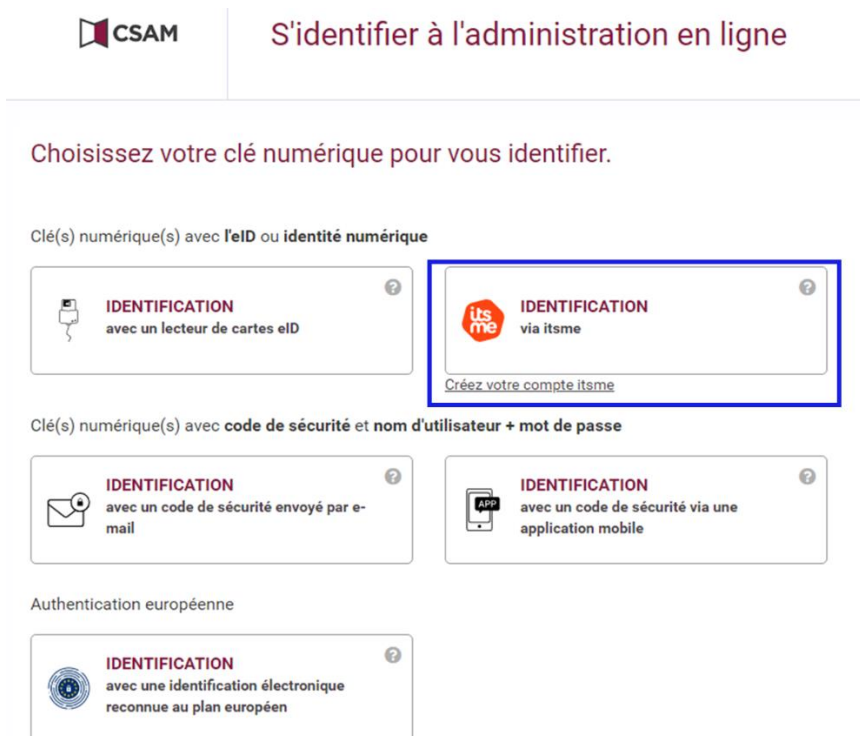 CSAM
S'identifier à l'administration en ligne
Choisissez votre clé numérique pour vous identifier.
Clé(s) numérique(s) avec l'eID ou identité numérique
?
IDENTIFICATION
avec un lecteur de cartes eID
?
its
me
IDENTIFICATION
via itsme
Créez votre compte itsme
Clé(s) numérique(s) avec code de sécurité et nom d'utilisateur + mot de passe
?
IDENTIFICATION
avec un code de sécurité envoyé par e-
mail
?
APP
IDENTIFICATION
avec un code de sécurité via une
application mobile
Authentication européenne
?
IDENTIFICATION
avec une identification électronique
reconnue au plan européen